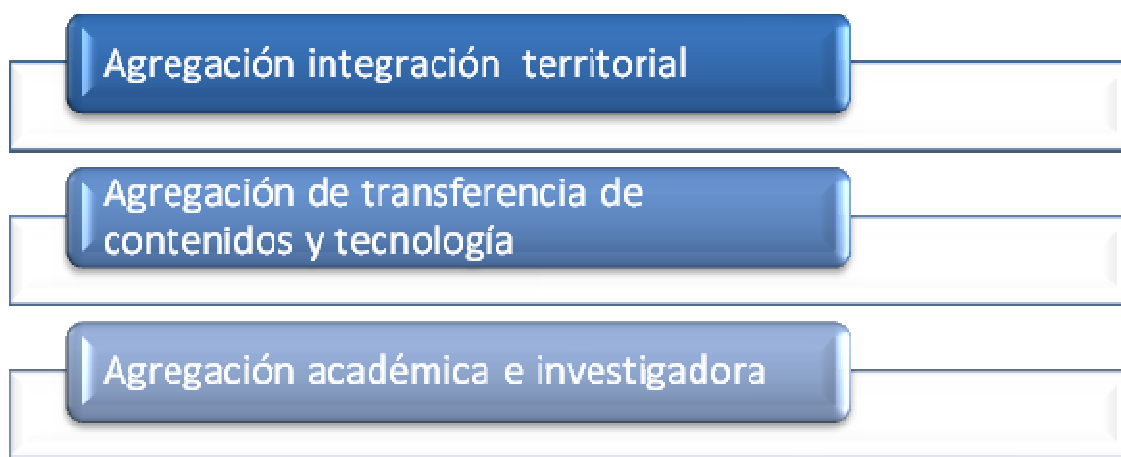 Agregación integración territorial
Agregación de transferencia de
contenidos y tecnología
Agregación académica e investigadora